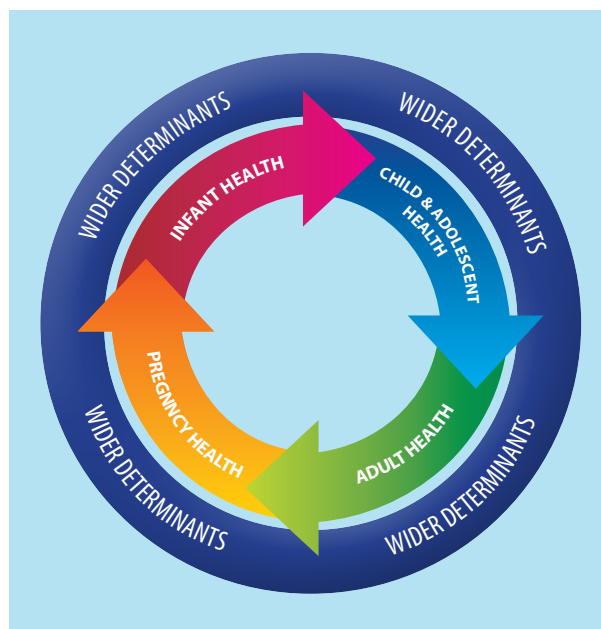 WIDER DETERMINANTS
WIDER DETERMINANTS
INFANT HEALTH
CHILD & ADOLESCENT
HEALTH
PREGNNCY HEALTH
ADULT HEALTH
WIDER DETERMINANTS
WIDER DETERMINANTS